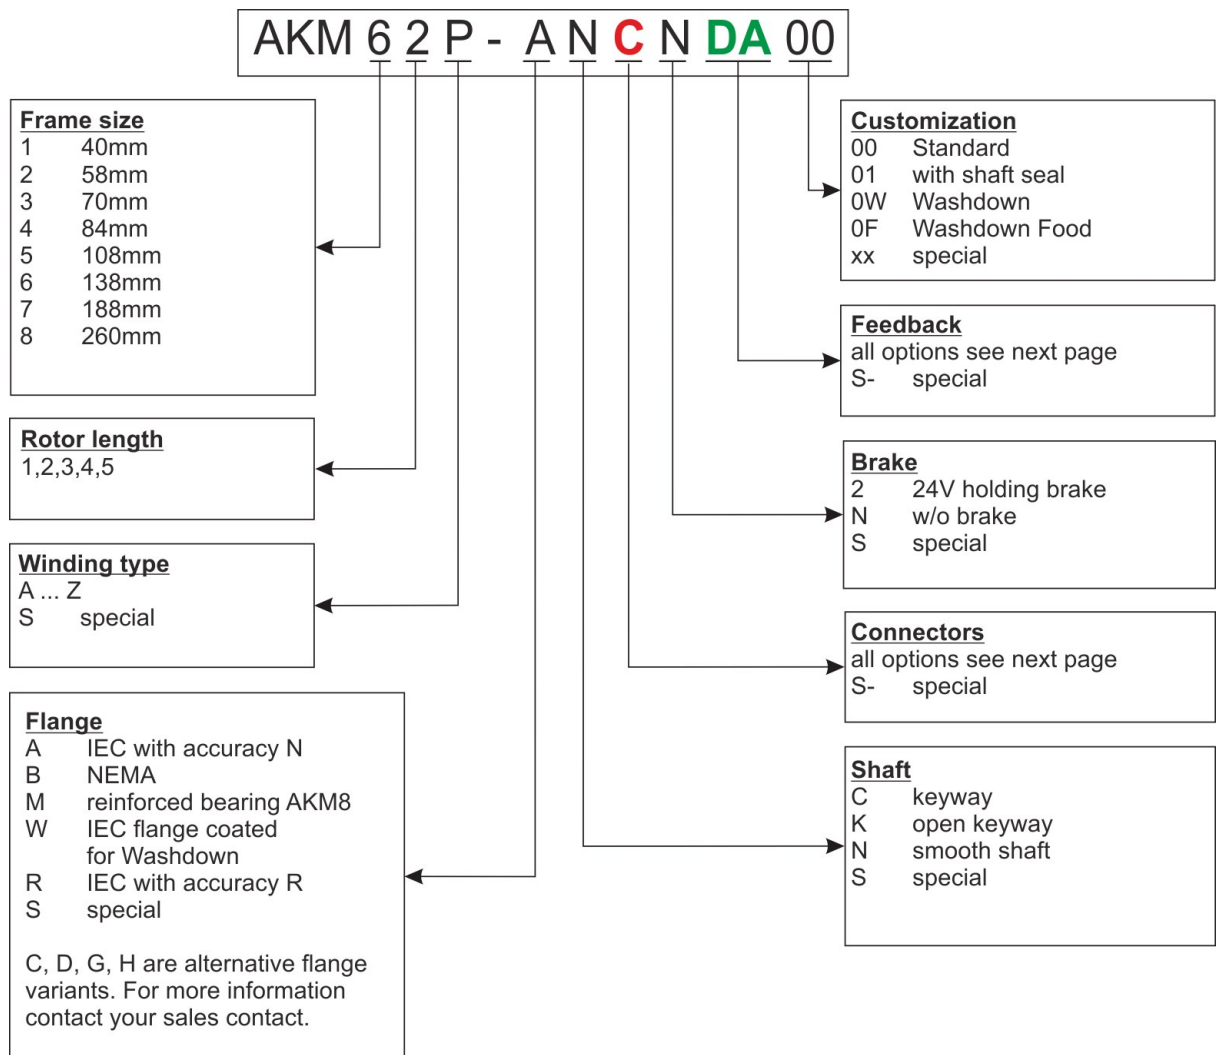 AKM 6 2 P - A N C N DA 00
Frame size
1 40mm
2 58mm
3 70mm
4 84mm
5 108mm
6 138mm
7 188mm
8 260mm
Rotor length
1,2,3,4,5
Winding type
A ... Z
S special
Flange
A IEC with accuracy N
B NEMA
M reinforced bearing AKM8
W IEC flange coated
for Washdown
R IEC with accuracy R
S special
C, D, G, H are alternative flange
variants. For more information
contact your sales contact.
Customization
00 Standard
01 with shaft seal
0W Washdown
0F Washdown Food
xx special
Feedback
all options see next page
S- special
Brake
2 24V holding brake
N w/o brake
S special
Connectors
all options see next page
S- special
Shaft
C keyway
K open keyway
N smooth shaft
S special